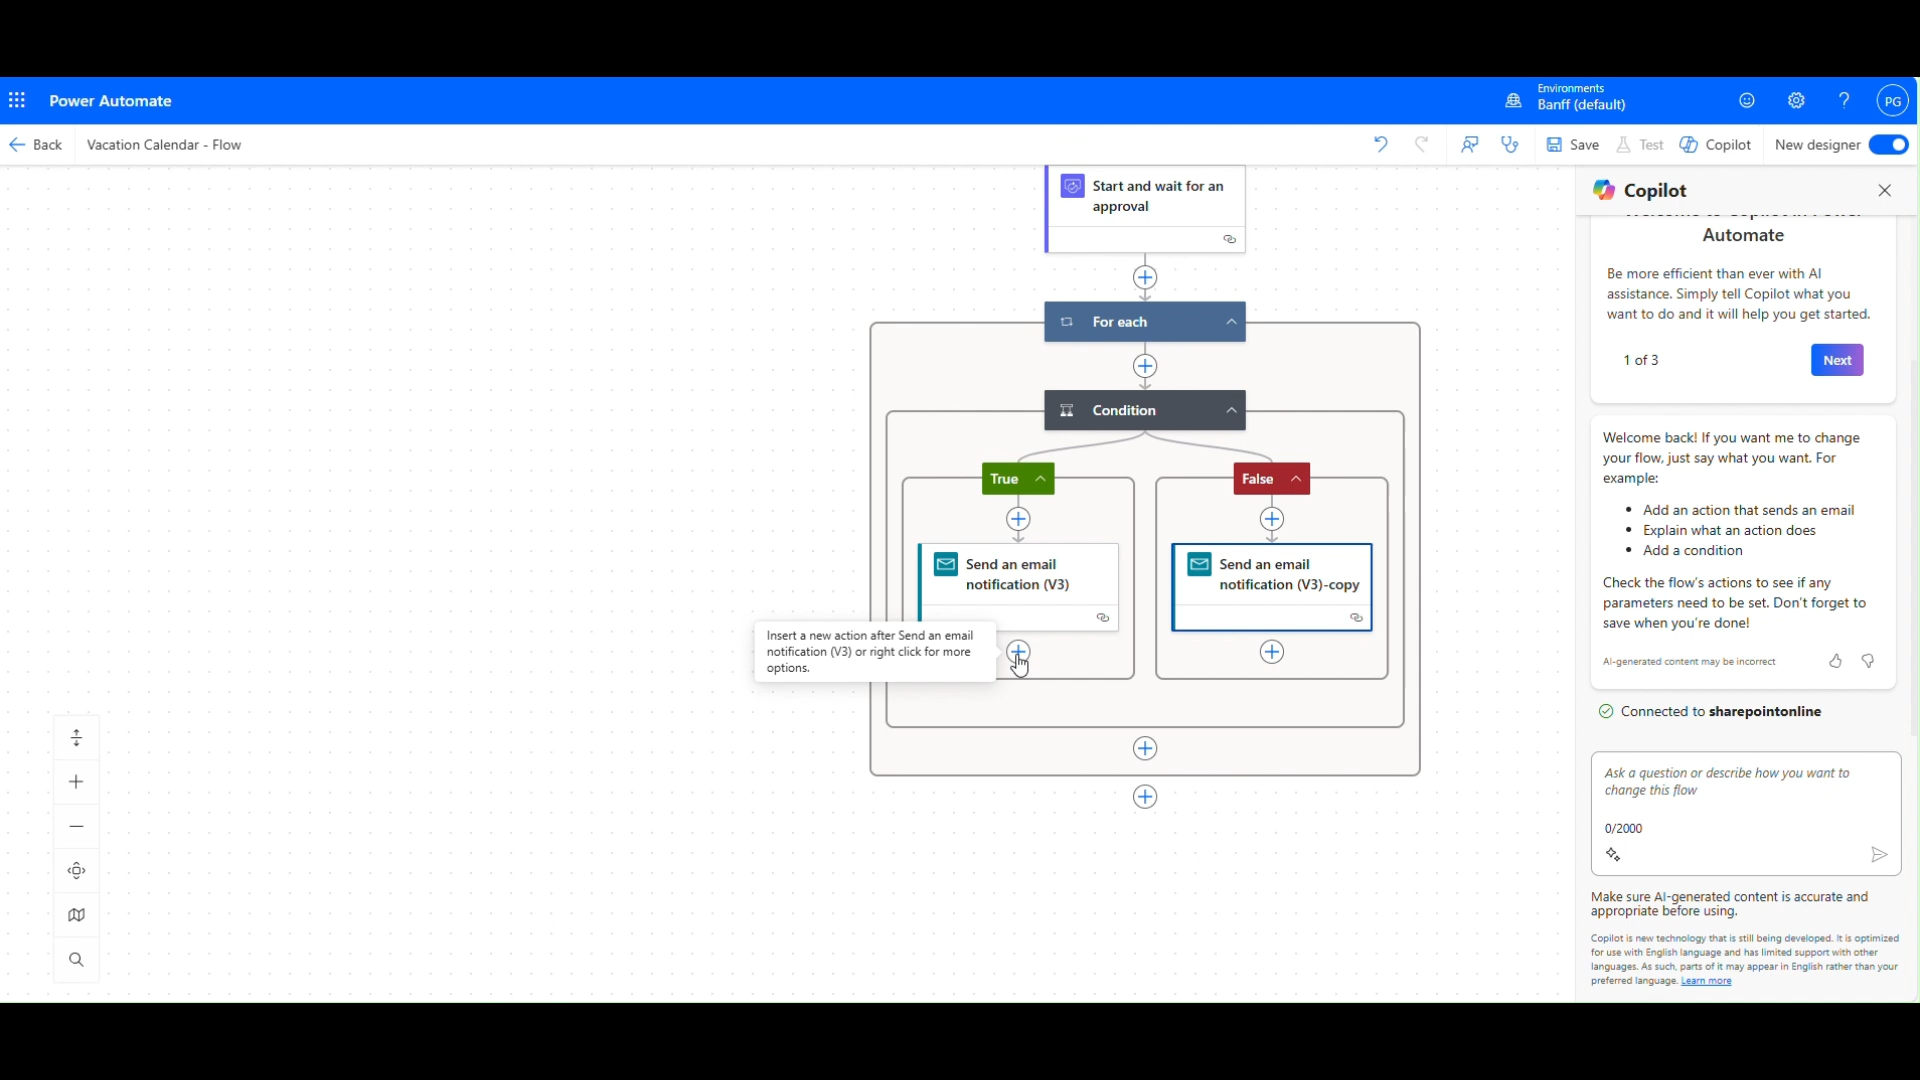 Power Automate
Environments
Banff (default)
PG
Back
Vacation Calendar - Flow
Save
Test
Copilot
New designer
Start and wait for an
approval
For each
Condition
True
False
Send an email
notification (V3)
Send an email
notification (V3)-copy
Insert a new action after Send an email
notification (V3) or right click for more
options.
Copilot
Automate
Be more efficient than ever with AI
assistance. Simply tell Copilot what you
want to do and it will help you get started.
1 of 3
Next
Welcome back! If you want me to change
your flow, just say what you want. For
example:
• Add an action that sends an email
• Explain what an action does
• Add a condition
Check the flow's actions to see if any
parameters need to be set. Don't forget to
save when you're done!
AI-generated content may be incorrect
Connected to sharepointonline
Ask a question or describe how you want to
change this flow
0/2000
Make sure AI-generated content is accurate and
appropriate before using.
Copilot is new technology that is still being developed. It is optimized
for use with English language and has limited support with other
languages. As such, parts of it may appear in English rather than your
preferred language. Learn more